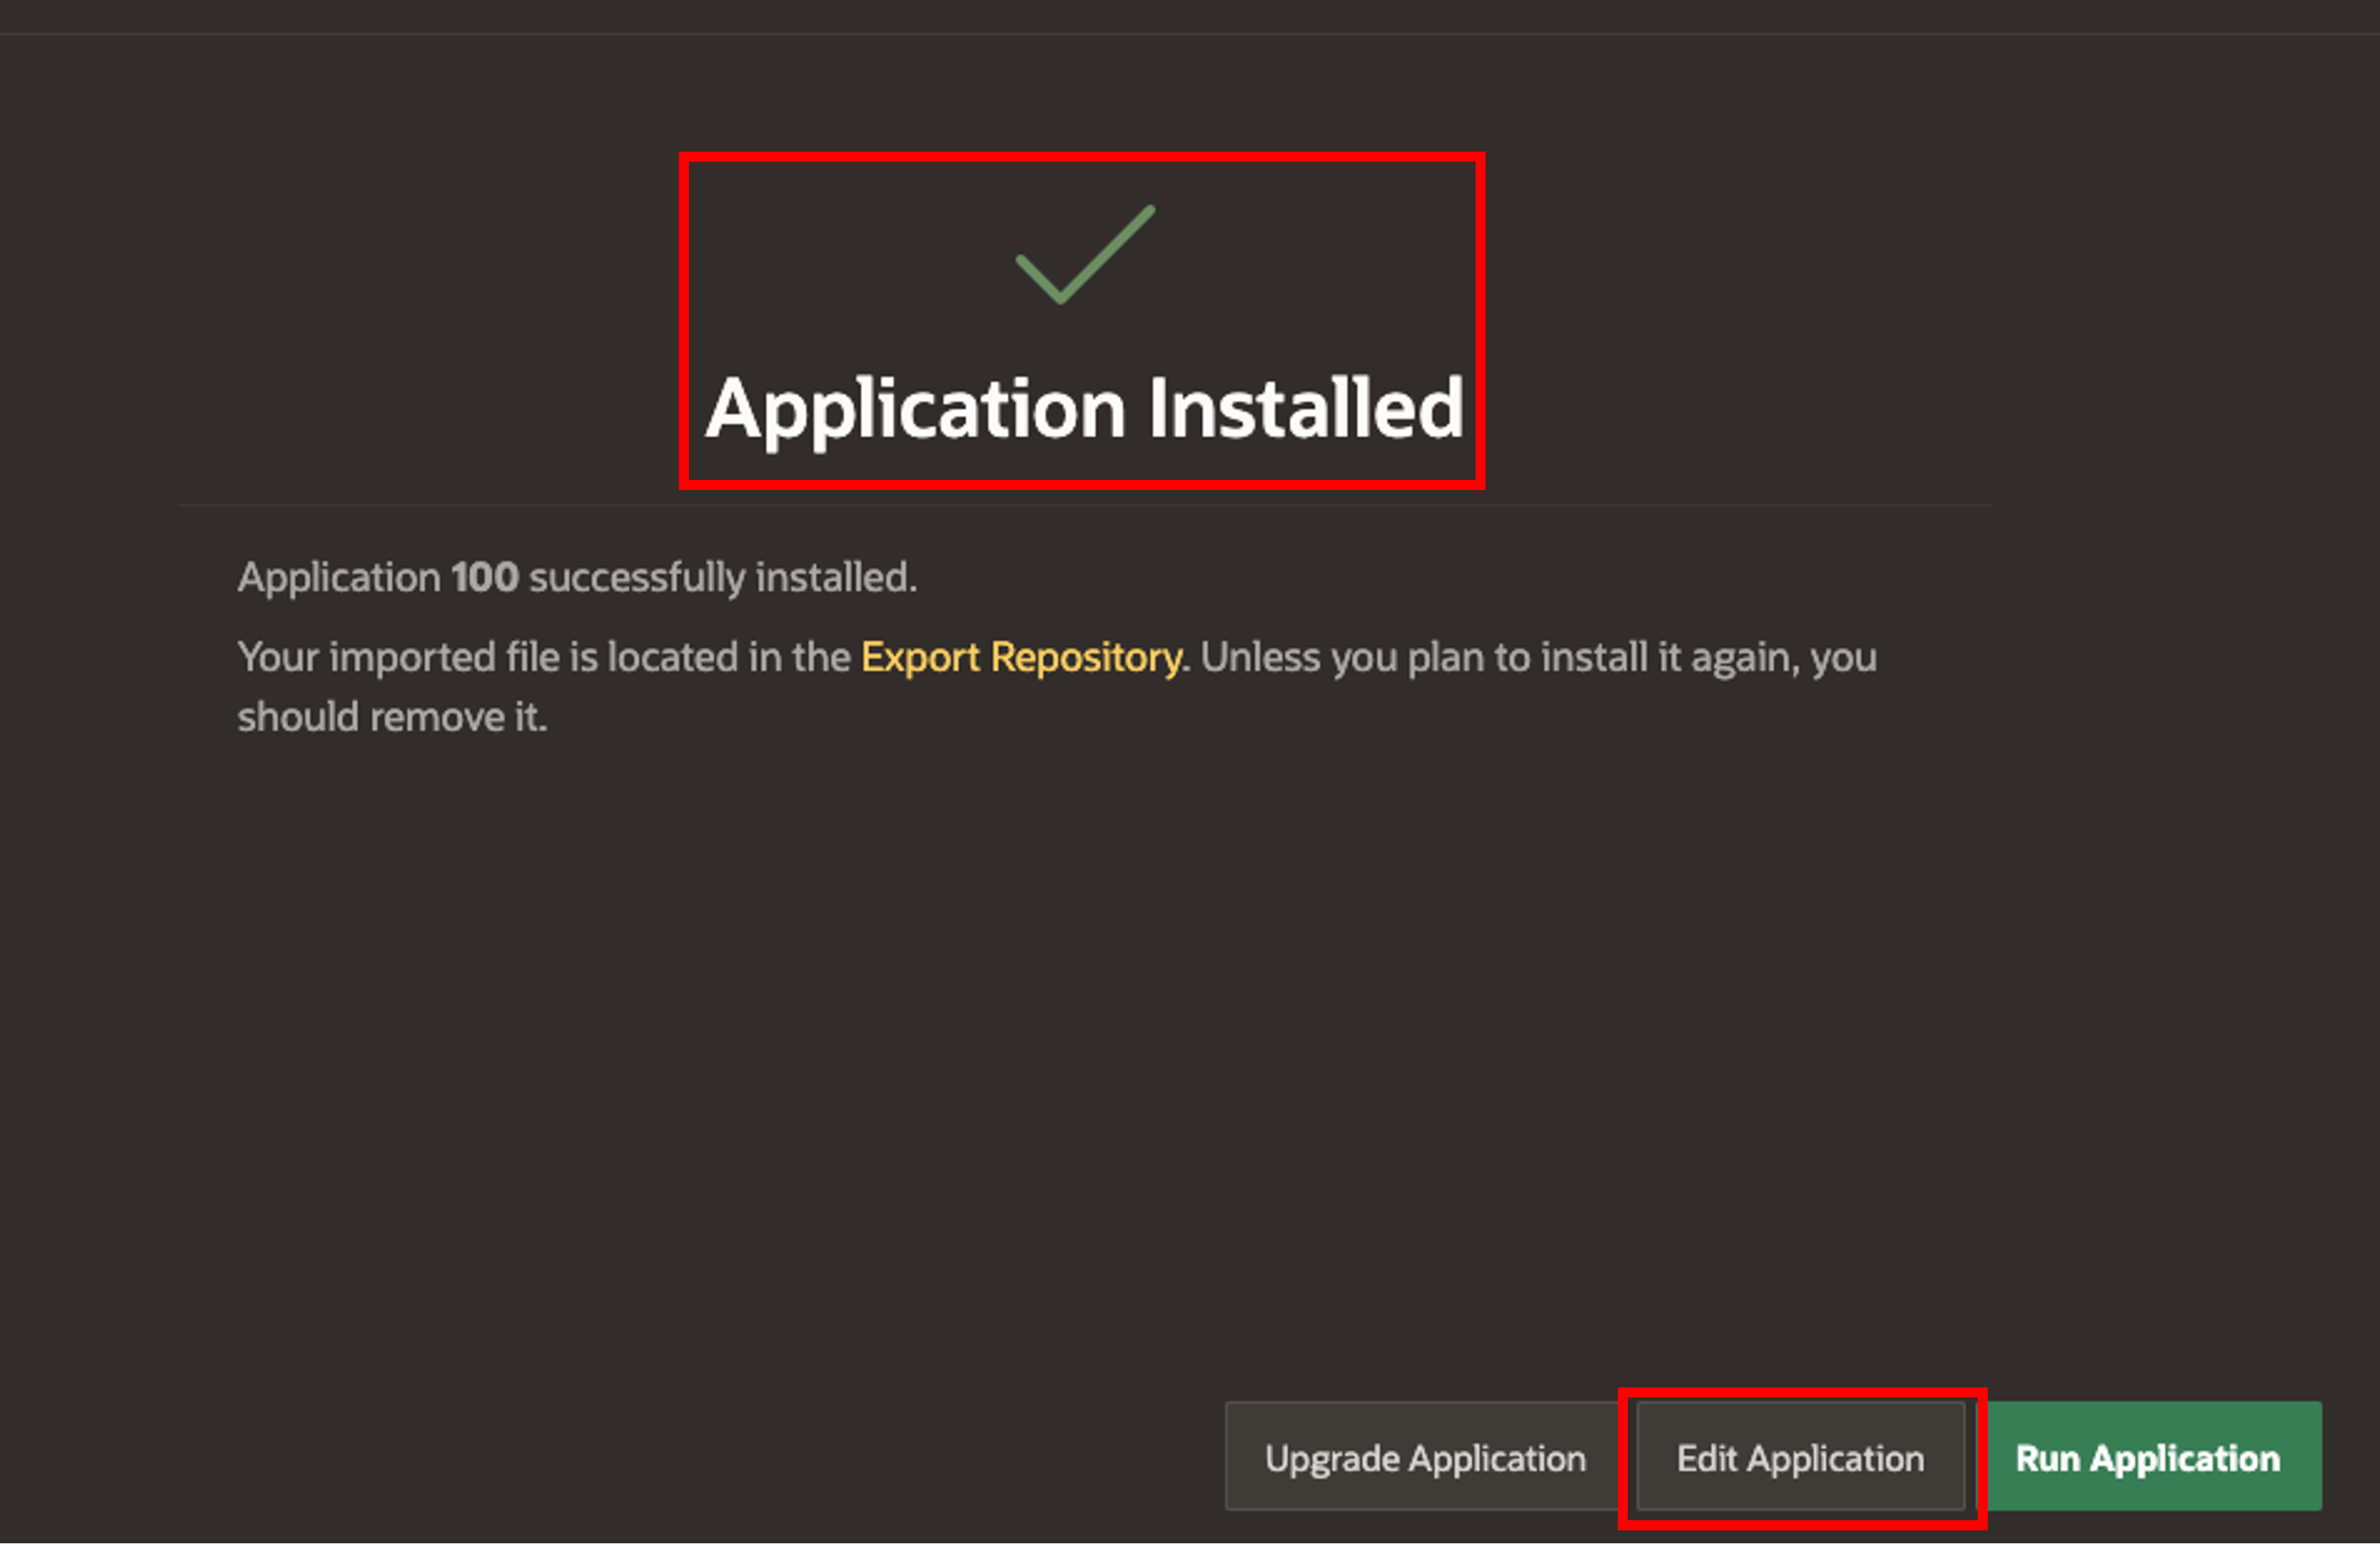 Application Installed
Application 100 successfully installed.
Your imported file is located in the Export Repository. Unless you plan to install it again, you
should remove it.
Upgrade Application
Edit Application
Run Application